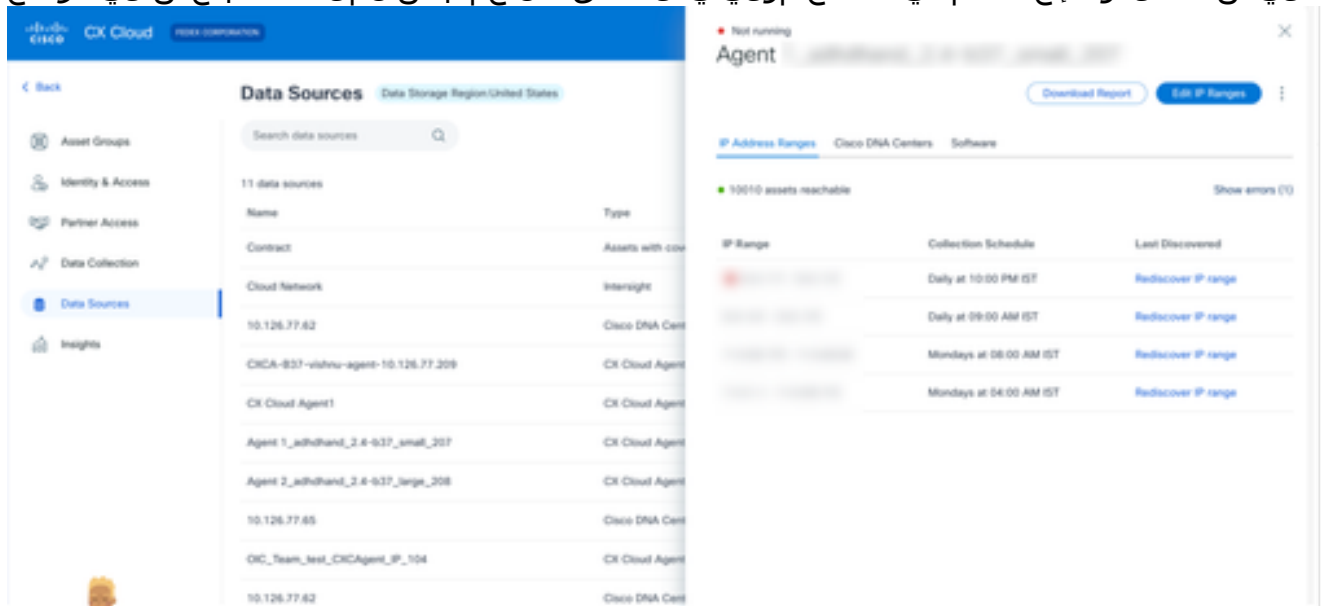 CISCO CX Cloud FEDEX CORPORATION
Back
Data Sources Data Storage Region:United States
Search data sources
Asset Groups
Identity & Access
Partner Access
Data Collection
Data Sources
Insights
11 data sources
Name Type
Contract Assets with cov
Cloud Network Intersight
10.126.77.62 Cisco DNA Cent
CXCA-B37-vishnu-agent-10.126.77.209 CX Cloud Agent
CX Cloud Agent1 CX Cloud Agent
Agent 1_adhdhand_2.4-b37_small_207 CX Cloud Agent
Agent 2_adhdhand_2.4-b37_large_208 CX Cloud Agent
10.126.77.65 Cisco DNA Cent
OIC_Team_test_CXCAgent_IP_104 CX Cloud Agent
10.126.77.62 Cisco DNA Cent
Not running
Agent
Download Report Edit IP Ranges
IP Address Ranges Cisco DNA Centers Software
10010 assets reachable Show errors (1)
IP Range Collection Schedule Last Discovered
Daily at 10:00 PM IST Rediscover IP range
Daily at 09:00 AM IST Rediscover IP range
Mondays at 08:00 AM IST Rediscover IP range
Mondays at 04:00 AM IST Rediscover IP range